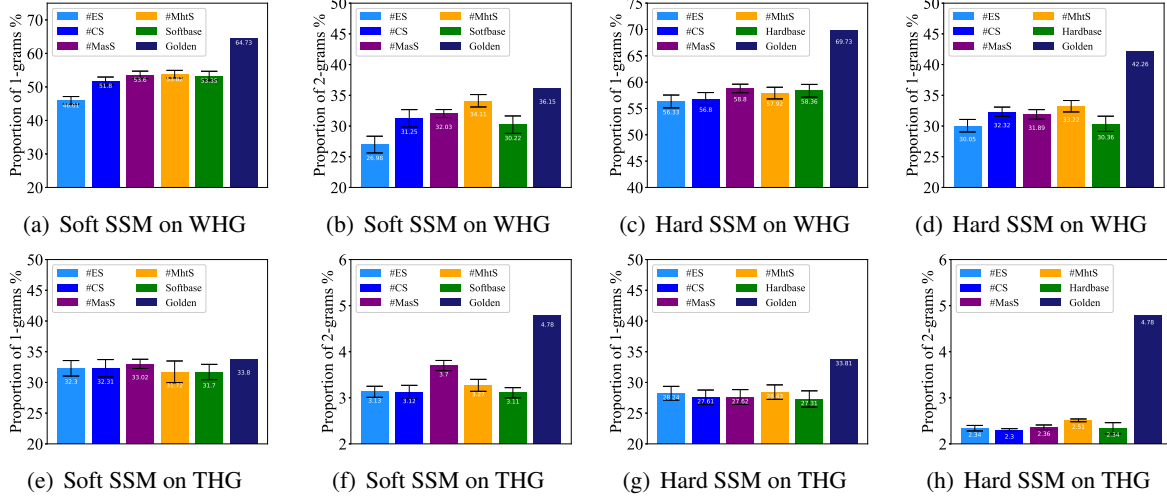 Proportion of 1-grams %
70
60
50
40
30
20
#ES
#CS
#MasS
#MhtS
Softbase
Golden
51.8
53.6
53.35
64.73
(a) Soft SSM on WHG
Proportion of 2-grams %
50
45
40
35
30
25
20
#ES
#CS
#MasS
#MhtS
Softbase
Golden
26.98
31.25
32.03
34.11
30.22
36.15
(b) Soft SSM on WHG
Proportion of 1-grams %
75
70
65
60
55
50
45
40
#ES
#CS
#MasS
#MhtS
Hardbase
Golden
56.33
56.8
58.8
57.92
58.36
69.73
(c) Hard SSM on WHG
Proportion of 1-grams %
50
45
40
35
30
25
20
#ES
#CS
#MasS
#MhtS
Hardbase
Golden
30.05
32.32
31.89
33.22
30.36
42.26
(d) Hard SSM on WHG
Proportion of 1-grams %
50
45
40
35
30
25
20
#ES
#CS
#MasS
#MhtS
Softbase
Golden
32.3
32.31
33.02
31.7
33.8
(e) Soft SSM on THG
Proportion of 2-grams %
6
5
4
3
2
#ES
#CS
#MasS
#MhtS
Softbase
Golden
3.13
3.12
3.7
3.27
3.11
4.78
(f) Soft SSM on THG
Proportion of 1-grams %
50
45
40
35
30
25
20
#ES
#CS
#MasS
#MhtS
Hardbase
Golden
28.24
27.61
27.62
27.31
33.81
(g) Hard SSM on THG
Proportion of 2-grams %
6
5
4
3
2
#ES
#CS
#MasS
#MhtS
Hardbase
Golden
2.34
2.3
2.36
2.51
2.34
4.78
(h) Hard SSM on THG